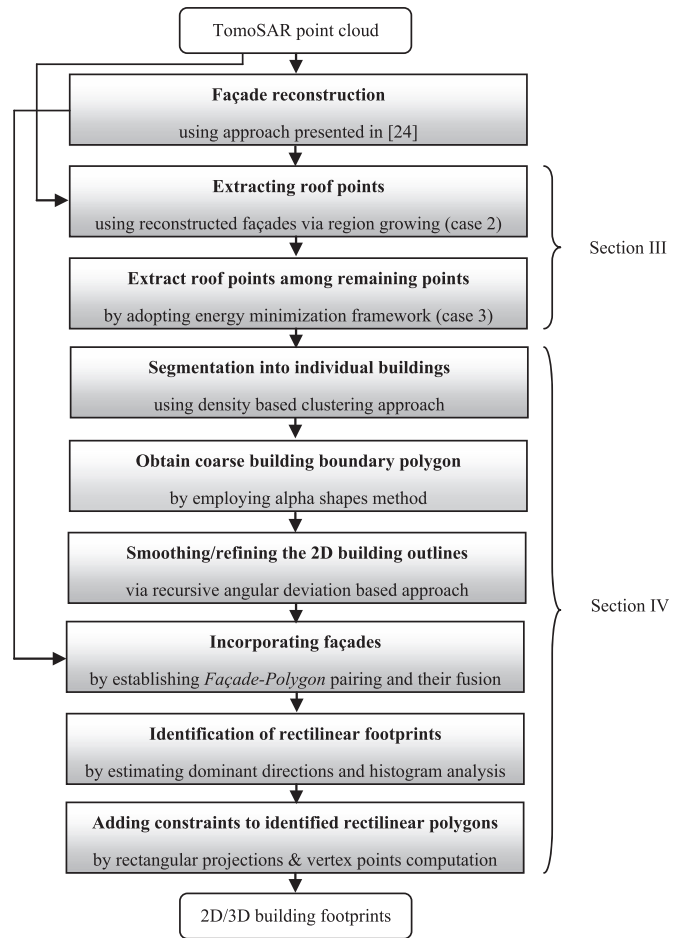 TomoSAR point cloud
Façade reconstruction
using approach presented in [24]
Extracting roof points
using reconstructed façades via region growing (case 2)
Extract roof points among remaining points
by adopting energy minimization framework (case 3)
Section III
Segmentation into individual buildings
using density based clustering approach
Obtain coarse building boundary polygon
by employing alpha shapes method
Smoothing/refining the 2D building outlines
via recursive angular deviation based approach
Incorporating façades
by establishing Façade-Polygon pairing and their fusion
Identification of rectilinear footprints
by estimating dominant directions and histogram analysis
Adding constraints to identified rectilinear polygons
by rectangular projections & vertex points computation
Section IV
2D/3D building footprints